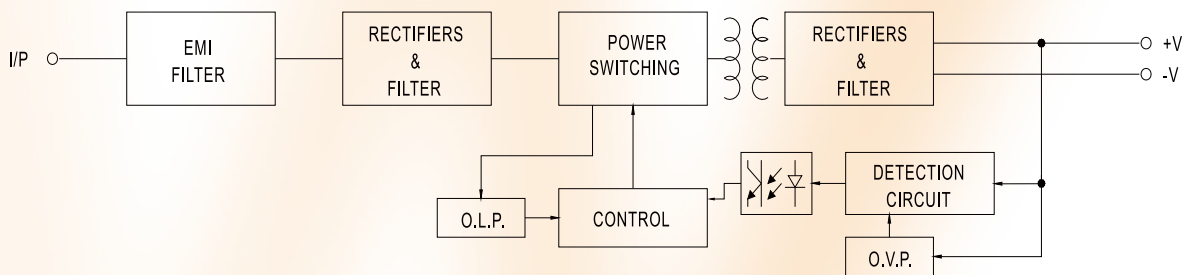 I/P
EMI
FILTER
RECTIFIERS
&
FILTER
POWER
SWITCHING
RECTIFIERS
&
FILTER
+V
-V
O.L.P.
CONTROL
DETECTION
CIRCUIT
O.V.P.